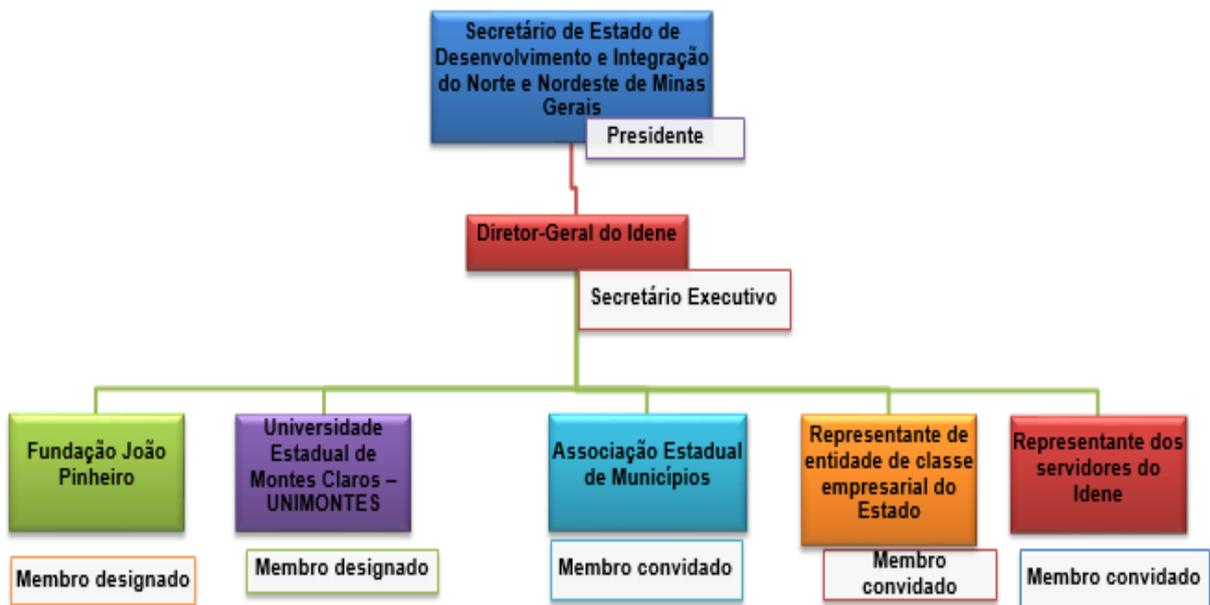 Secretário de Estado de
Desenvolvimento e Integração
do Norte e Nordeste de Minas
Gerais
Presidente
Diretor-Geral do Idene
Secretário Executivo
Fundação João
Pinheiro
Membro designado
Universidade
Estadual de
Montes Claros –
UNIMONTES
Membro designado
Associação Estadual
de Municípios
Membro convidado
Representante de
entidade de classe
empresarial do
Estado
Membro
convidado
Representante dos
servidores do
Idene
Membro convidado